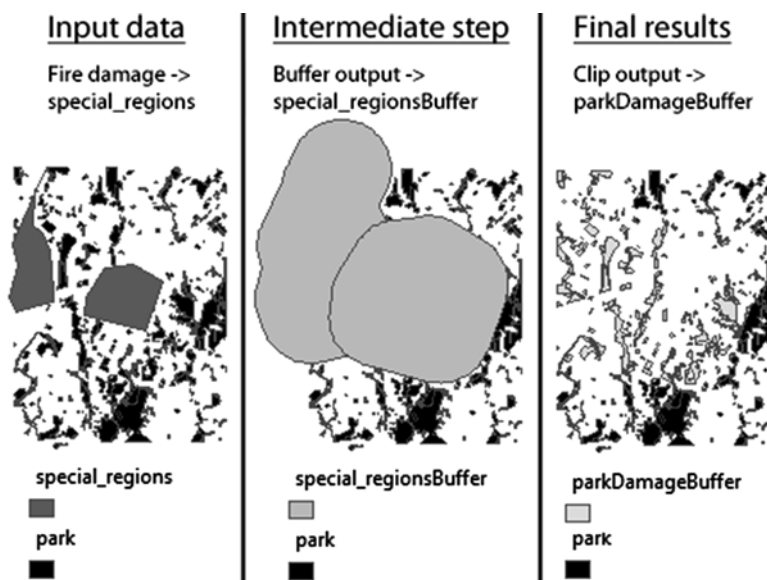 Input data
Fire damage ->
special_regions
special_regions
park
Intermediate step
Buffer output ->
special_regionsBuffer
special_regionsBuffer
park
Final results
Clip output ->
parkDamageBuffer
parkDamageBuffer
park